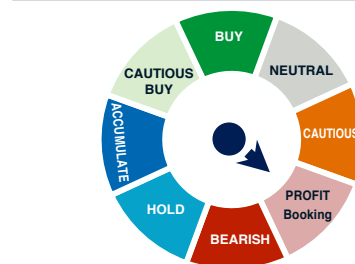 BUY
NEUTRAL
CAUTIOUS
PROFIT
Booking
BEARISH
HOLD
ACCUMULATE
CAUTIOUS
BUY